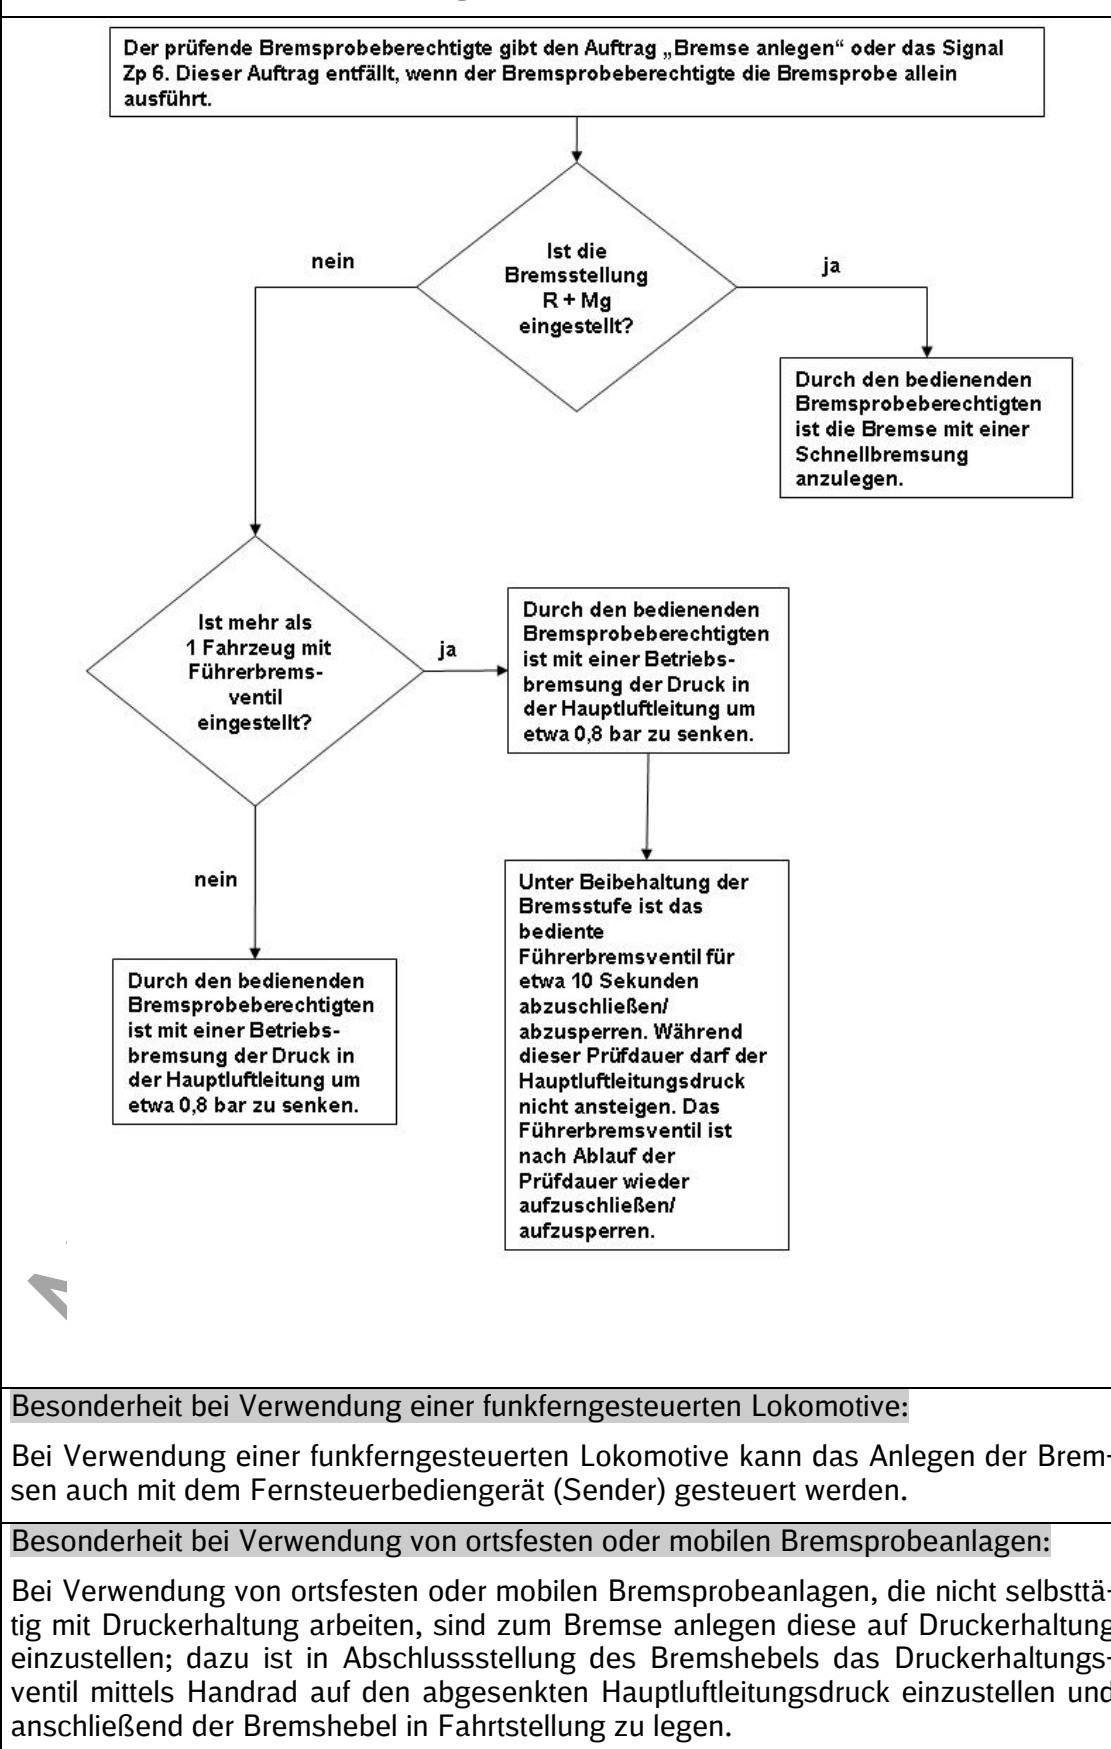 Der prüfende Bremsprobeberechtigte gibt den Auftrag „Bremse anlegen“ oder das Signal
Zp 6. Dieser Auftrag entfällt, wenn der Bremsprobeberechtigte die Bremsprobe allein
ausführt.
nein
Ist die
Bremsstellung
R + Mg
eingestellt?
ja
Durch den bedienenden
Bremsprobeberechtigten
ist die Bremse mit einer
Schnellbremsung
anzulegen.
Ist mehr als
1 Fahrzeug mit
Führerbrems-
ventil
eingestellt?
ja
Durch den bedienenden
Bremsprobeberechtigten
ist mit einer Betriebs-
bremsung der Druck in
der Hauptluftleitung um
etwa 0,8 bar zu senken.
nein
Durch den bedienenden
Bremsprobeberechtigten
ist mit einer Betriebs-
bremsung der Druck in
der Hauptluftleitung um
etwa 0,8 bar zu senken.
Unter Beibehaltung der
Bremsstufe ist das
bediente
Führerbremsventil für
etwa 10 Sekunden
abzuschließen/
abzusperren. Während
dieser Prüfdauer darf der
Hauptluftleitungsdruck
nicht ansteigen. Das
Führerbremsventil ist
nach Ablauf der
Prüfdauer wieder
aufzuschließen/
aufzusperren.
Besonderheit bei Verwendung einer funkferngesteuerten Lokomotive:
Bei Verwendung einer funkferngesteuerten Lokomotive kann das Anlegen der Brem-
sen auch mit dem Fernsteuerbediengerät (Sender) gesteuert werden.
Besonderheit bei Verwendung von ortsfesten oder mobilen Bremsprobeanlagen:
Bei Verwendung von ortsfesten oder mobilen Bremsprobeanlagen, die nicht selbsttä-
tig mit Druckerhaltung arbeiten, sind zum Bremse anlegen diese auf Druckerhaltung
einzustellen; dazu ist in Abschlussstellung des Bremshebels das Druckerhaltungs-
ventil mittels Handrad auf den abgesenkten Hauptluftleitungsdruck einzustellen und
anschließend der Bremshebel in Fahrtstellung zu legen.